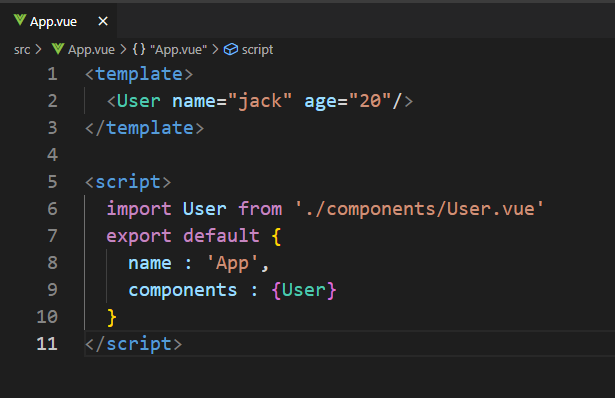 App.vue ×
src > App.vue > {} "App.vue" > script
1 <template>
2   <User name="jack" age="20"/>
3 </template>
4
5 <script>
6   import User from './components/User.vue'
7   export default {
8     name : 'App',
9     components : {User}
10   }
11 </script>